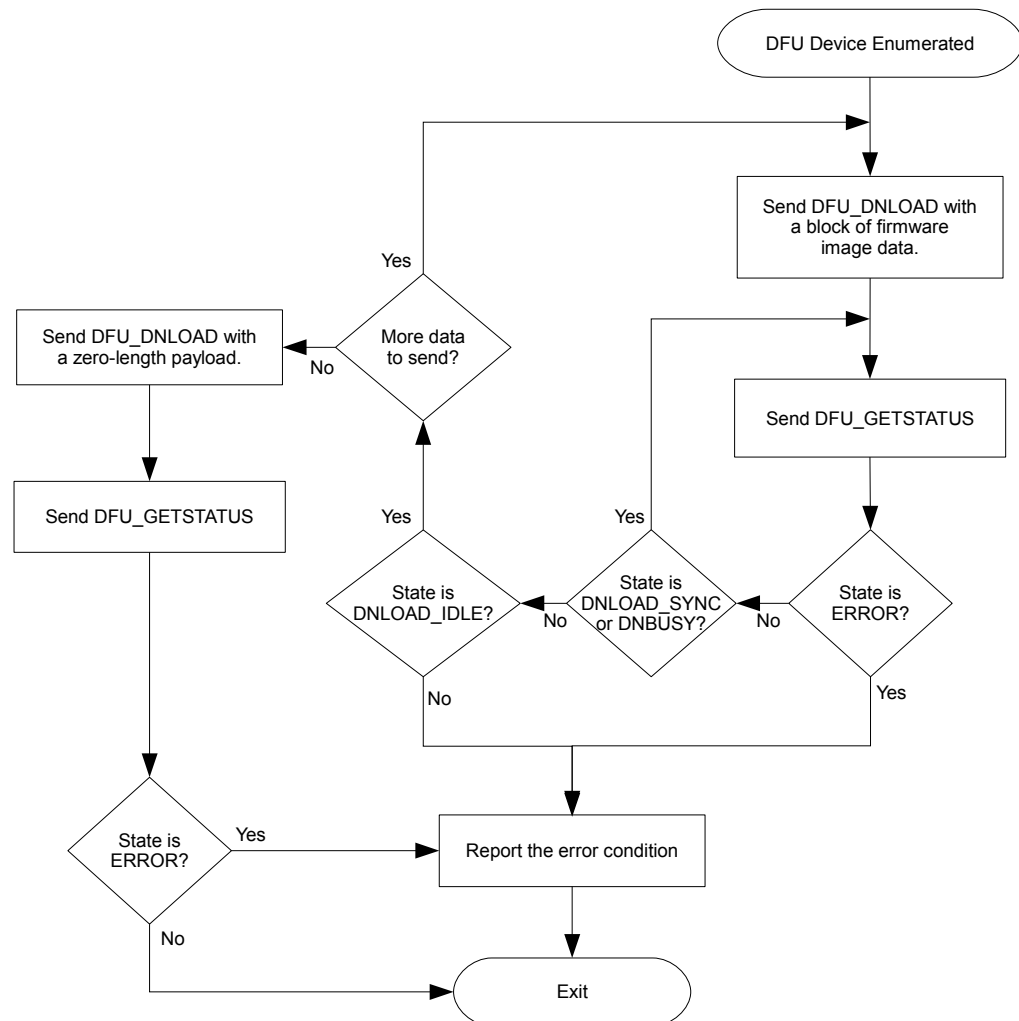 DFU Device Enumerated
Send DFU_DNLOAD with
a block of firmware
image data.
Yes
More data
to send?
No
Send DFU_DNLOAD with
a zero-length payload.
Send DFU_GETSTATUS
Send DFU_GETSTATUS
Yes
Yes
State is
DNLOAD_IDLE?
No
State is
DNLOAD_SYNC
or DNBUSY?
No
State is
ERROR?
No
Yes
State is
ERROR?
Yes
Report the error condition
No
Exit